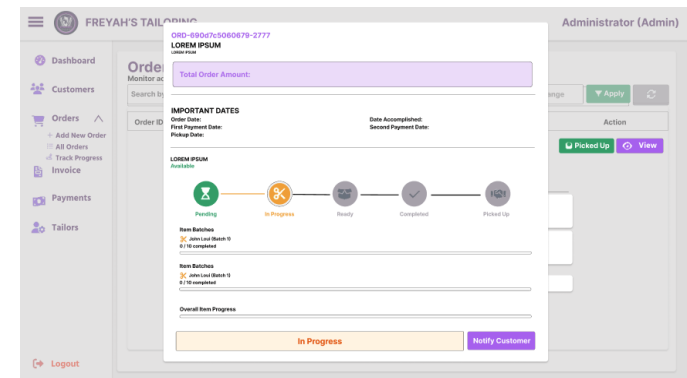 FREYAH'S TAILORING
Administrator (Admin)
Dashboard
Customers
Orders
+ Add New Order
All Orders
Track Progress
Invoice
Payments
Tailors
Logout
Order
Monitor
Search by
ange
Apply
Order ID
Action
Picked Up
View
ORD-690d7c5060679-2777
LOREM IPSUM
LOREM IPSUM
Total Order Amount:
IMPORTANT DATES
Order Date:
Date Accomplished:
First Payment Date:
Second Payment Date:
Pickup Date:
LOREM IPSUM
Available
Pending
In Progress
Ready
Completed
Picked Up
Item Batches
John Loui (Batch 1)
0 / 10 completed
Item Batches
John Loui (Batch 1)
0 / 10 completed
Overall Item Progress
In Progress
Notify Customer